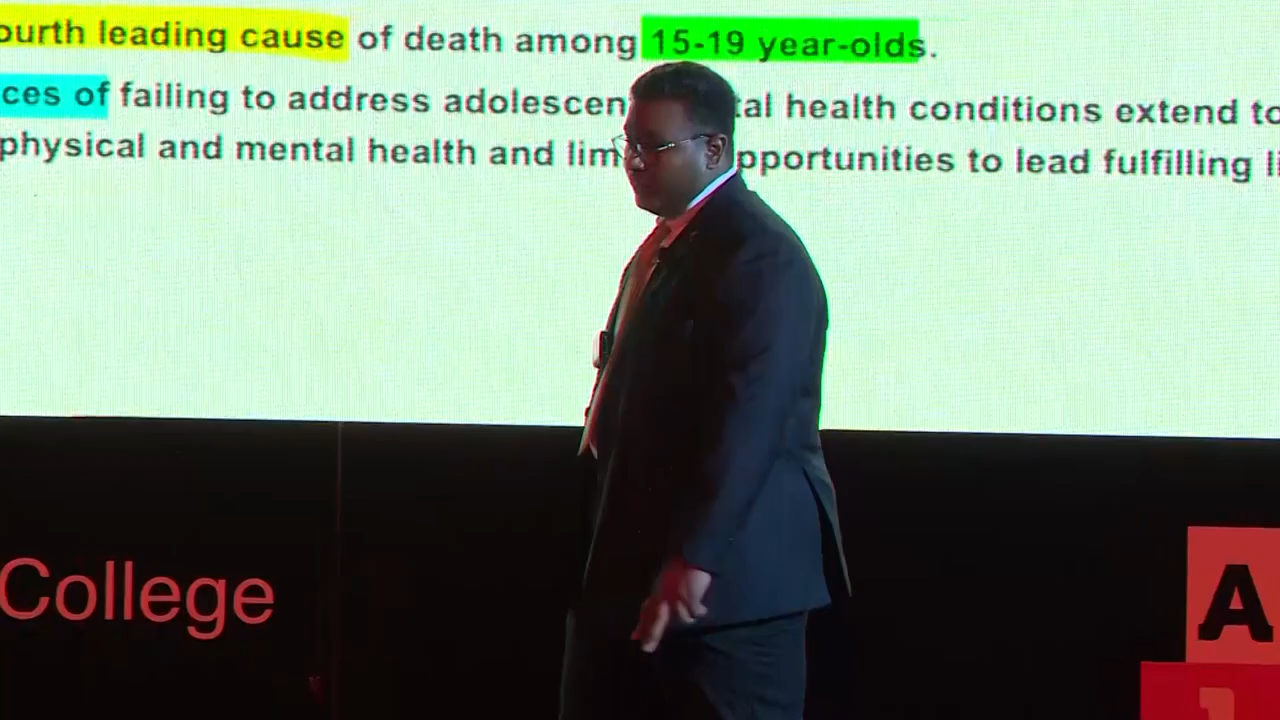 ourth leading cause of death among 15-19 year-olds.
ces of failing to address adolescen tal health conditions extend to
physical and mental health and lim pportunities to lead fulfilling li
College
A